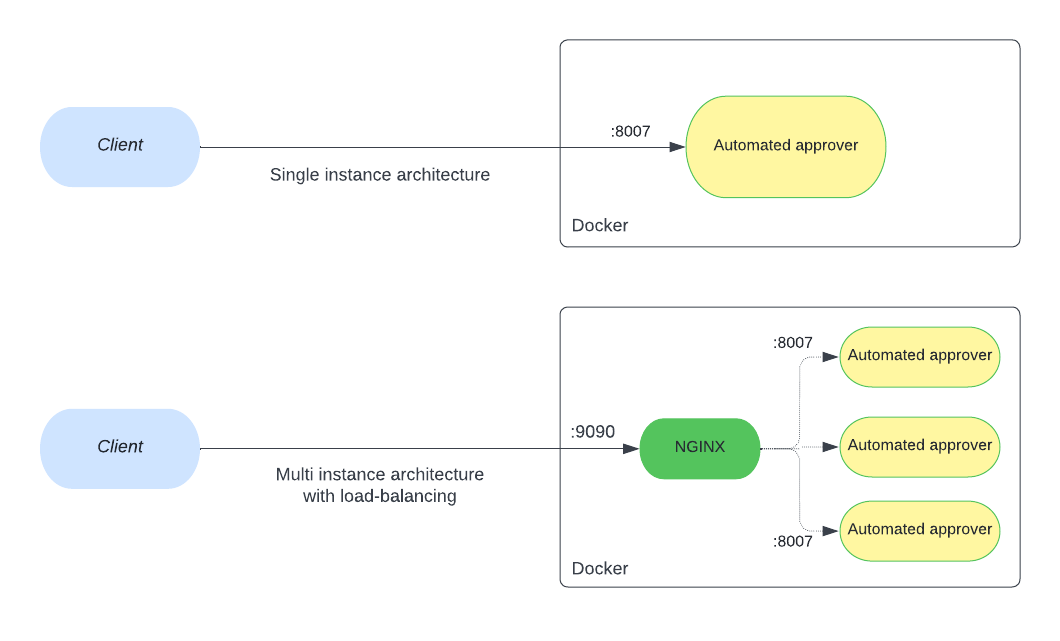 Client
:8007
Automated approver
Single instance architecture
Docker
:8007
Automated approver
Client
:9090
NGINX
Automated approver
Multi instance architecture
with load-balancing
Automated approver
:8007
Docker